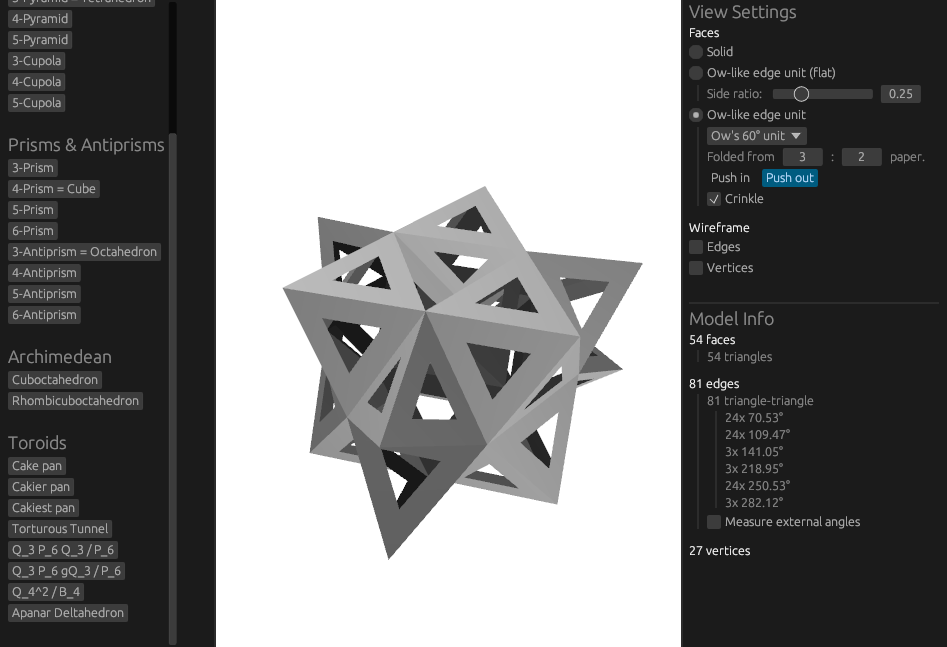 3-Pyramid = Tetrahedron
4-Pyramid
5-Pyramid
3-Cupola
4-Cupola
5-Cupola
Prisms & Antiprisms
3-Prism
4-Prism = Cube
5-Prism
6-Prism
3-Antiprism = Octahedron
4-Antiprism
5-Antiprism
6-Antiprism
Archimedean
Cuboctahedron
Rhombicuboctahedron
Toroids
Cake pan
Cakier pan
Cakiest pan
Torturous Tunnel
Q_3 P_6 Q_3 / P_6
Q_3 P_6 gQ_3 / P_6
Q_4^2 / B_4
Apanar Deltahedron
View Settings
Faces
Solid
Ow-like edge unit (flat)
Side ratio: 0.25
Ow-like edge unit
Ow's 60° unit
Folded from 3 : 2 paper.
Push in Push out
Crinkle
Wireframe
Edges
Vertices
Model Info
54 faces
54 triangles
81 edges
81 triangle-triangle
24x 70.53°
24x 109.47°
3x 141.05°
3x 218.95°
24x 250.53°
3x 282.12°
Measure external angles
27 vertices